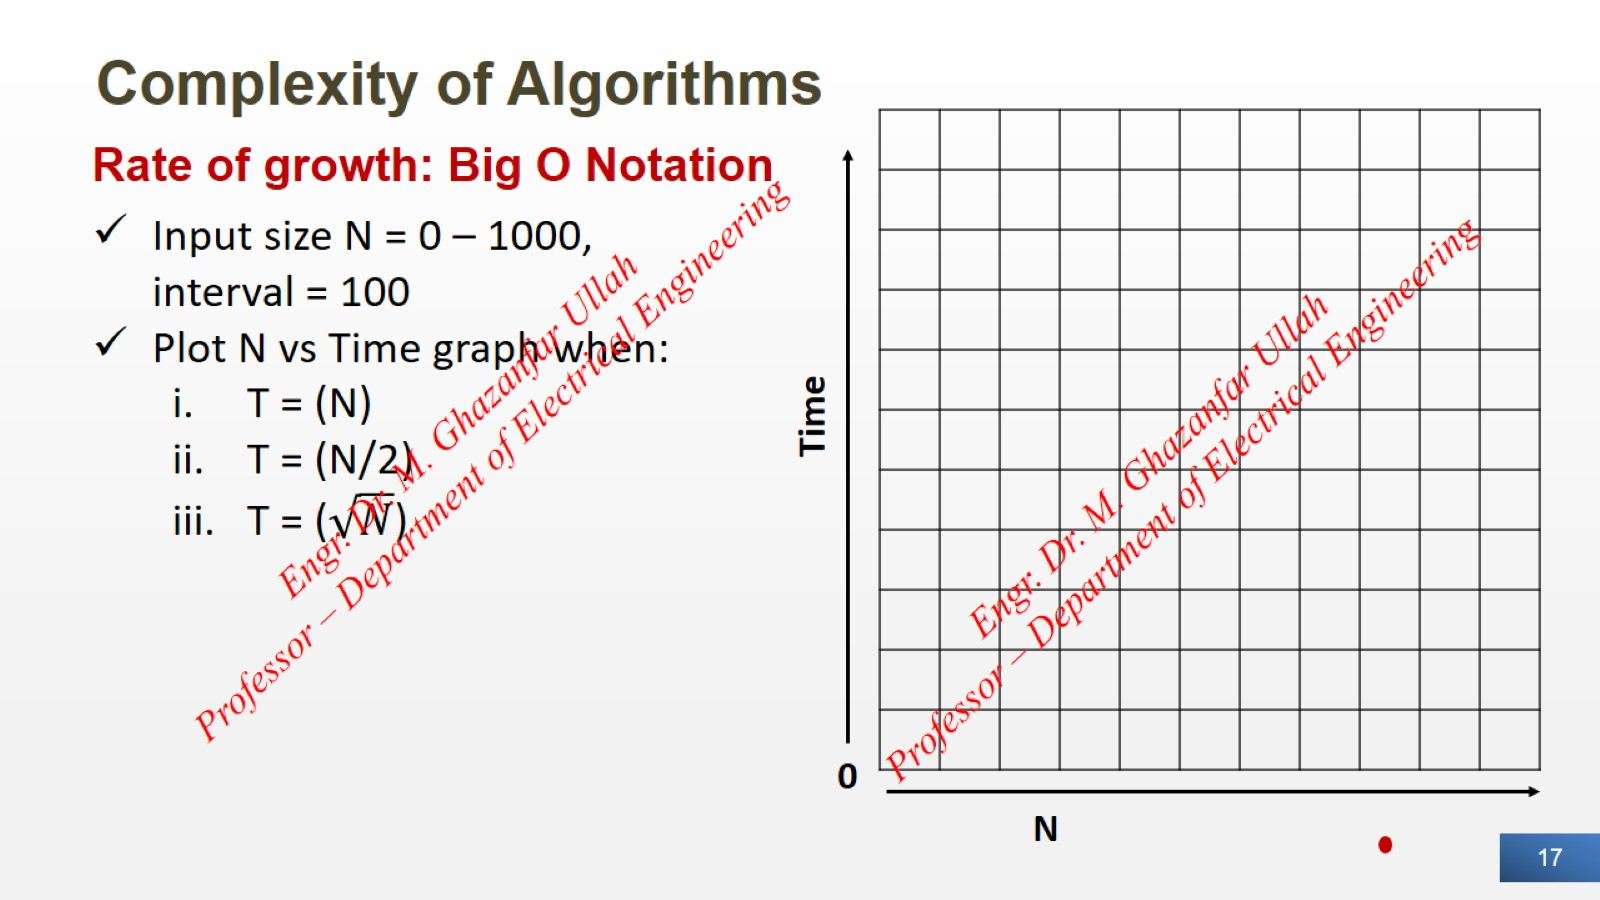 Complexity of Algorithms
Rate of growth: Big O Notation
✓ Input size N = 0 – 1000,
interval = 100
✓ Plot N vs Time graph when:
i. T = (N)
ii. T = (N/2)
iii. T = (√N)
Engr. Dr. M. Ghazanfar Ullah
Professor – Department of Electrical Engineering
Time
Engr. Dr. M. Ghazanfar Ullah
Professor – Department of Electrical Engineering
0
N
17